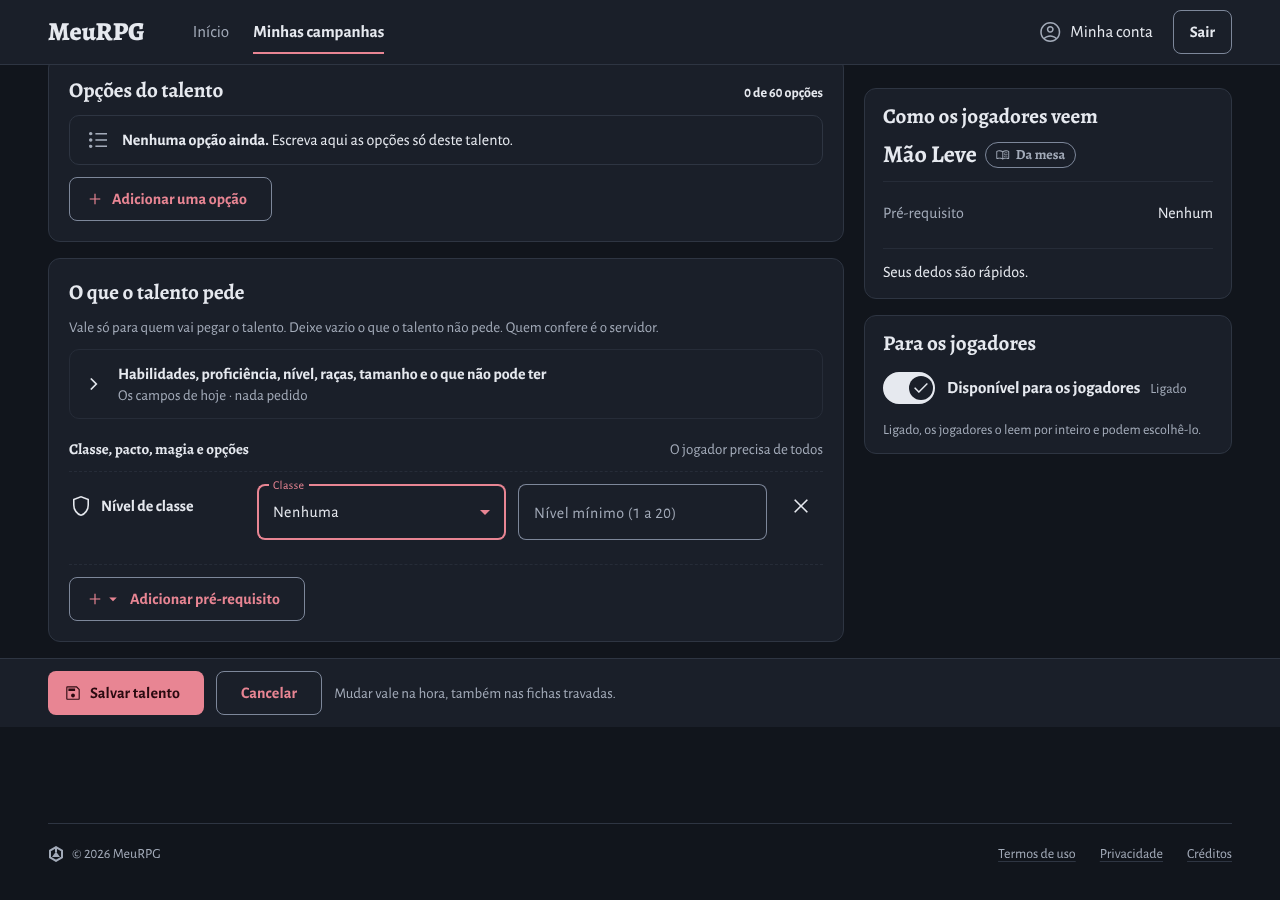 MeuRPG
Início
Minhas campanhas
Minha conta
Sair
Opções do talento
0 de 60 opções
Nenhuma opção ainda. Escreva aqui as opções só deste talento.
Adicionar uma opção
O que o talento pede
Vale só para quem vai pegar o talento. Deixe vazio o que o talento não pede. Quem confere é o servidor.
Habilidades, proficiência, nível, raças, tamanho e o que não pode ter
Os campos de hoje · nada pedido
Classe, pacto, magia e opções
O jogador precisa de todos
Nível de classe
Classe
Nenhuma
Nível mínimo (1 a 20)
Adicionar pré-requisito
Como os jogadores veem
Mão Leve
Da mesa
Pré-requisito
Nenhum
Seus dedos são rápidos.
Para os jogadores
Disponível para os jogadores
Ligado
Ligado, os jogadores o leem por inteiro e podem escolhê-lo.
Salvar talento
Cancelar
Mudar vale na hora, também nas fichas travadas.
© 2026 MeuRPG
Termos de uso
Privacidade
Créditos